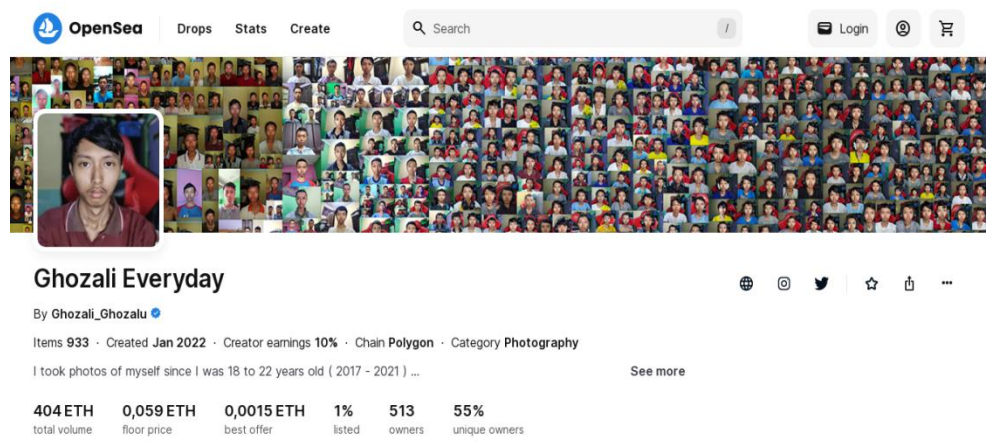 OpenSea Drops Stats Create Search / Login
Ghozali Everyday
By Ghozali_Ghozalu
Items 933 · Created Jan 2022 · Creator earnings 10% · Chain Polygon · Category Photography
I took photos of myself since I was 18 to 22 years old ( 2017 - 2021 ) ... See more
404 ETH 0,059 ETH 0,0015 ETH 1% 513 55%
total volume floor price best offer listed owners unique owners